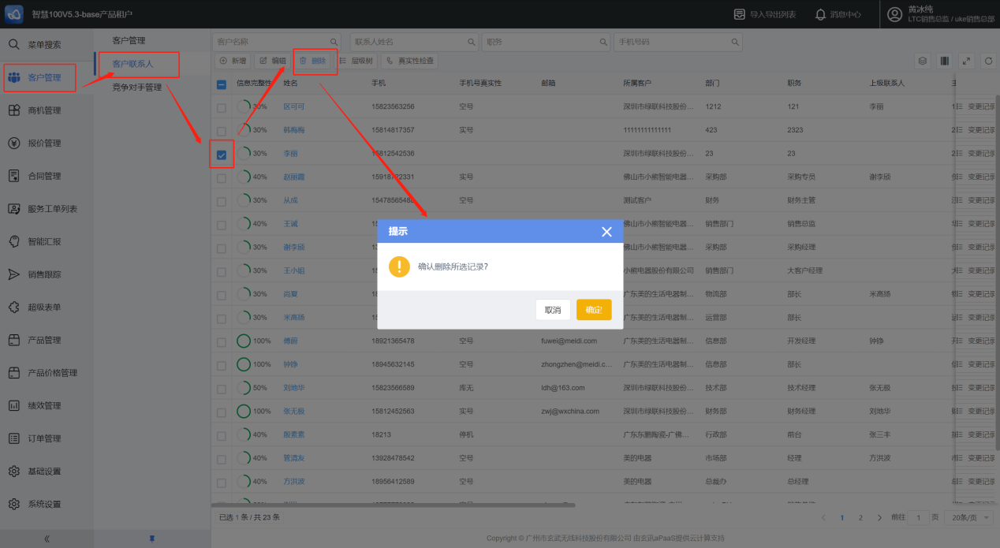 智慧100V5.3-base产品租户
导入导出列表
消息中心
黄冰纯
LTC销售总监 / uke销售总部
菜单搜索
客户管理
商机管理
报价管理
合同管理
服务工单列表
智能汇报
销售跟踪
超级表单
产品管理
产品价格管理
绩效管理
订单管理
基础设置
系统设置
客户管理
客户联系人
竞争对手管理
客户名称
联系人姓名
职务
手机号码
新增 编辑 删除 层级树 真实性检查
信息完整性 姓名 手机 手机号真实性 邮箱 所属客户 部门 职务 上级联系人
30% 区可可 15823563256 空号 深圳市绿联科技股份... 1212 121 李丽 变更记录
30% 韩梅梅 15814817357 实号 11111111111111 423 2323 变更记录
30% 李丽 15812542536 深圳市绿联科技股份... 23 23 变更记录
40% 赵丽露 15918722331 实号 佛山市小熊智能电器... 采购部 采购专员 谢李颀 变更记录
30% 从成 1547856548 空号 测试客户 财务 财务主管 变更记录
40% 王诚 佛山市小熊智能电器... 销售部门 销售总监 变更记录
30% 谢李颀 佛山市小熊智能电器... 采购部 采购经理 变更记录
30% 王小姐 小熊电器股份有限公司 销售部门 大客户经理 变更记录
30% 尚夏 广东美的生活电器制... 物流部 部长 米高扬 变更记录
30% 米高扬 广东美的生活电器制... 运营部 部长 变更记录
100% 傅蔚 18921365478 空号 fuwei@meidi.com 广东美的生活电器制... 信息部 开发经理 钟铮 变更记录
100% 钟铮 18945632145 空号 zhongzhen@meidi.c... 广东美的生活电器制... 信息部 部长 变更记录
50% 刘地华 15823566589 库无 ldh@163.com 深圳市绿联科技股份... 技术部 技术经理 张无极 变更记录
100% 张无极 15812452563 实号 zwj@wxchina.com 深圳市绿联科技股份... 财务部 财务经理 刘地华 变更记录
40% 殷素素 18213 停机 广东东鹏陶瓷-广佛... 行政部 前台 张三丰 变更记录
40% 管清友 13928478542 空号 美的电器 市场部 经理 方洪波 变更记录
40% 方洪波 18956412589 空号 美的电器 总裁办 总经理 变更记录
提示
确认删除所选记录?
取消
确定
已选 1 条 / 共 23 条
1 2 前往 1 页 20条/页
Copyright © 广州市玄武无线科技股份有限公司 由玄讯aPaaS提供云计算支持